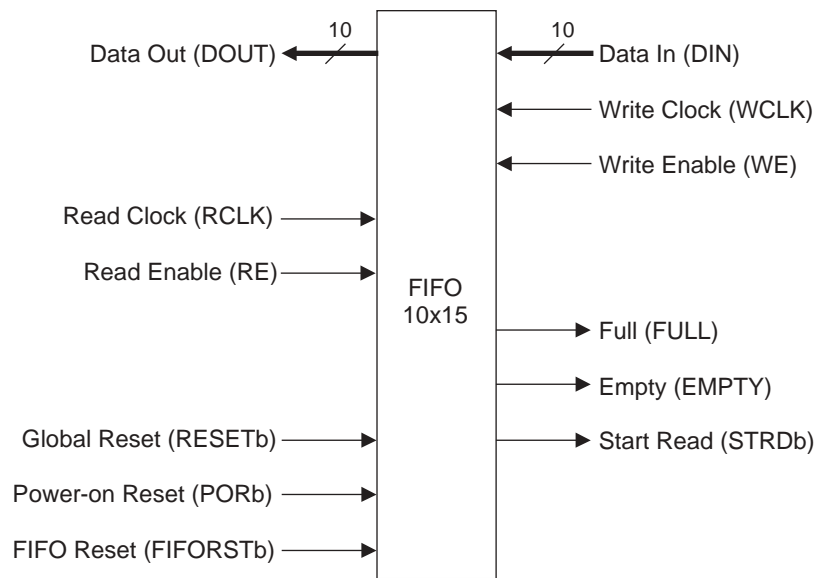 10
10
Data Out (DOUT)
Data In (DIN)
Write Clock (WCLK)
Write Enable (WE)
Read Clock (RCLK)
Read Enable (RE)
FIFO
10x15
Full (FULL)
Empty (EMPTY)
Global Reset (RESETb)
Start Read (STRDb)
Power-on Reset (PORb)
FIFO Reset (FIFORSTb)